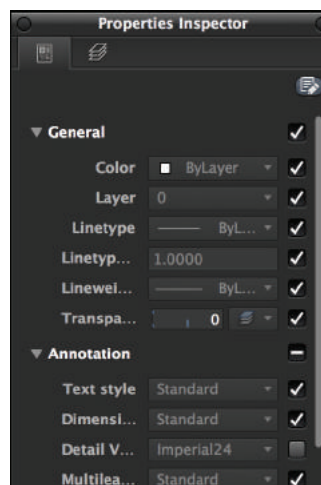 Properties Inspector
General
Color ByLayer
Layer 0
Linetype ByL...
Linetyp... 1.0000
Linewei... ByL...
Transpa... 0
Annotation
Text style Standard
Dimensi... Standard
Detail V... Imperial24
Multilea... Standard